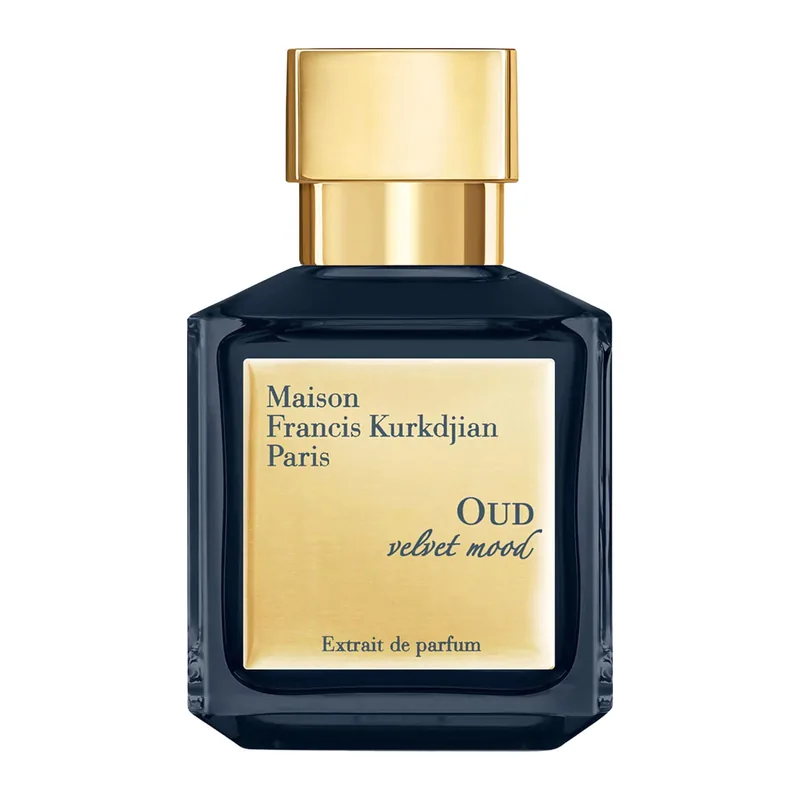 Maison
Francis Kurkdjian
Paris
OUD
velvet mood
Extrait de parfum